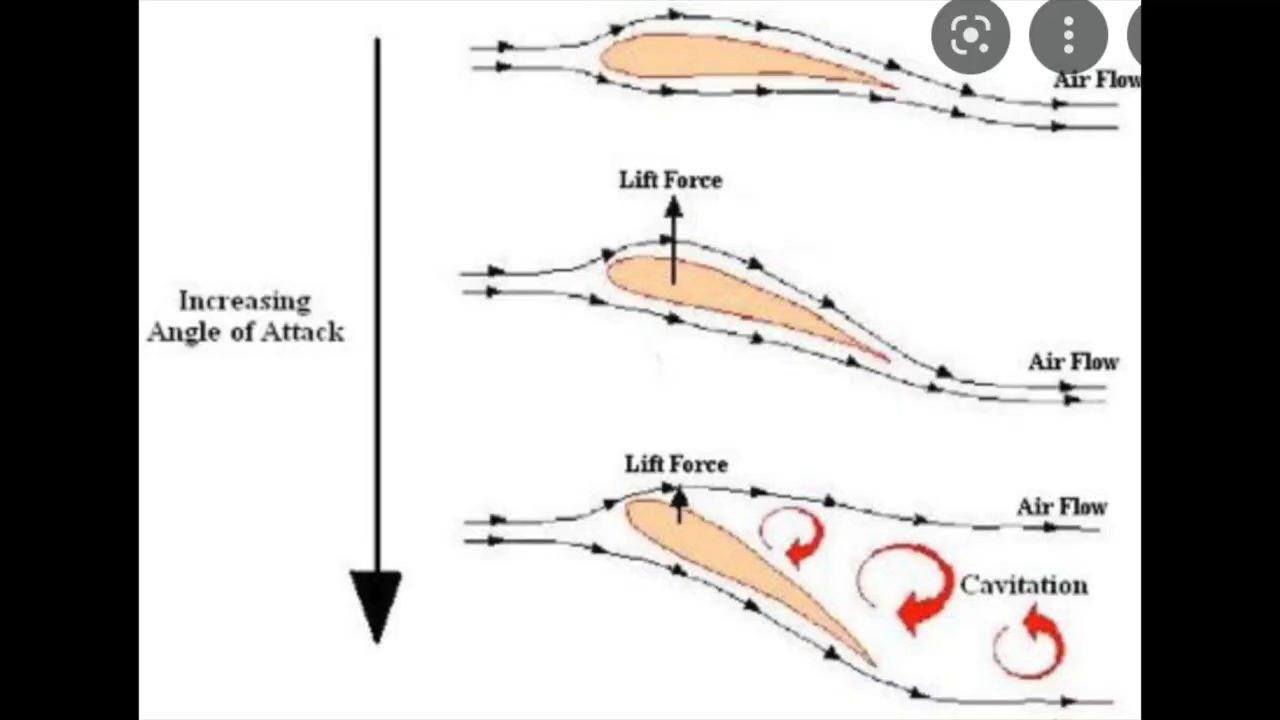 Air Flow
Lift Force
Increasing
Angle of Attack
Air Flow
Lift Force
Air Flow
Cavitation